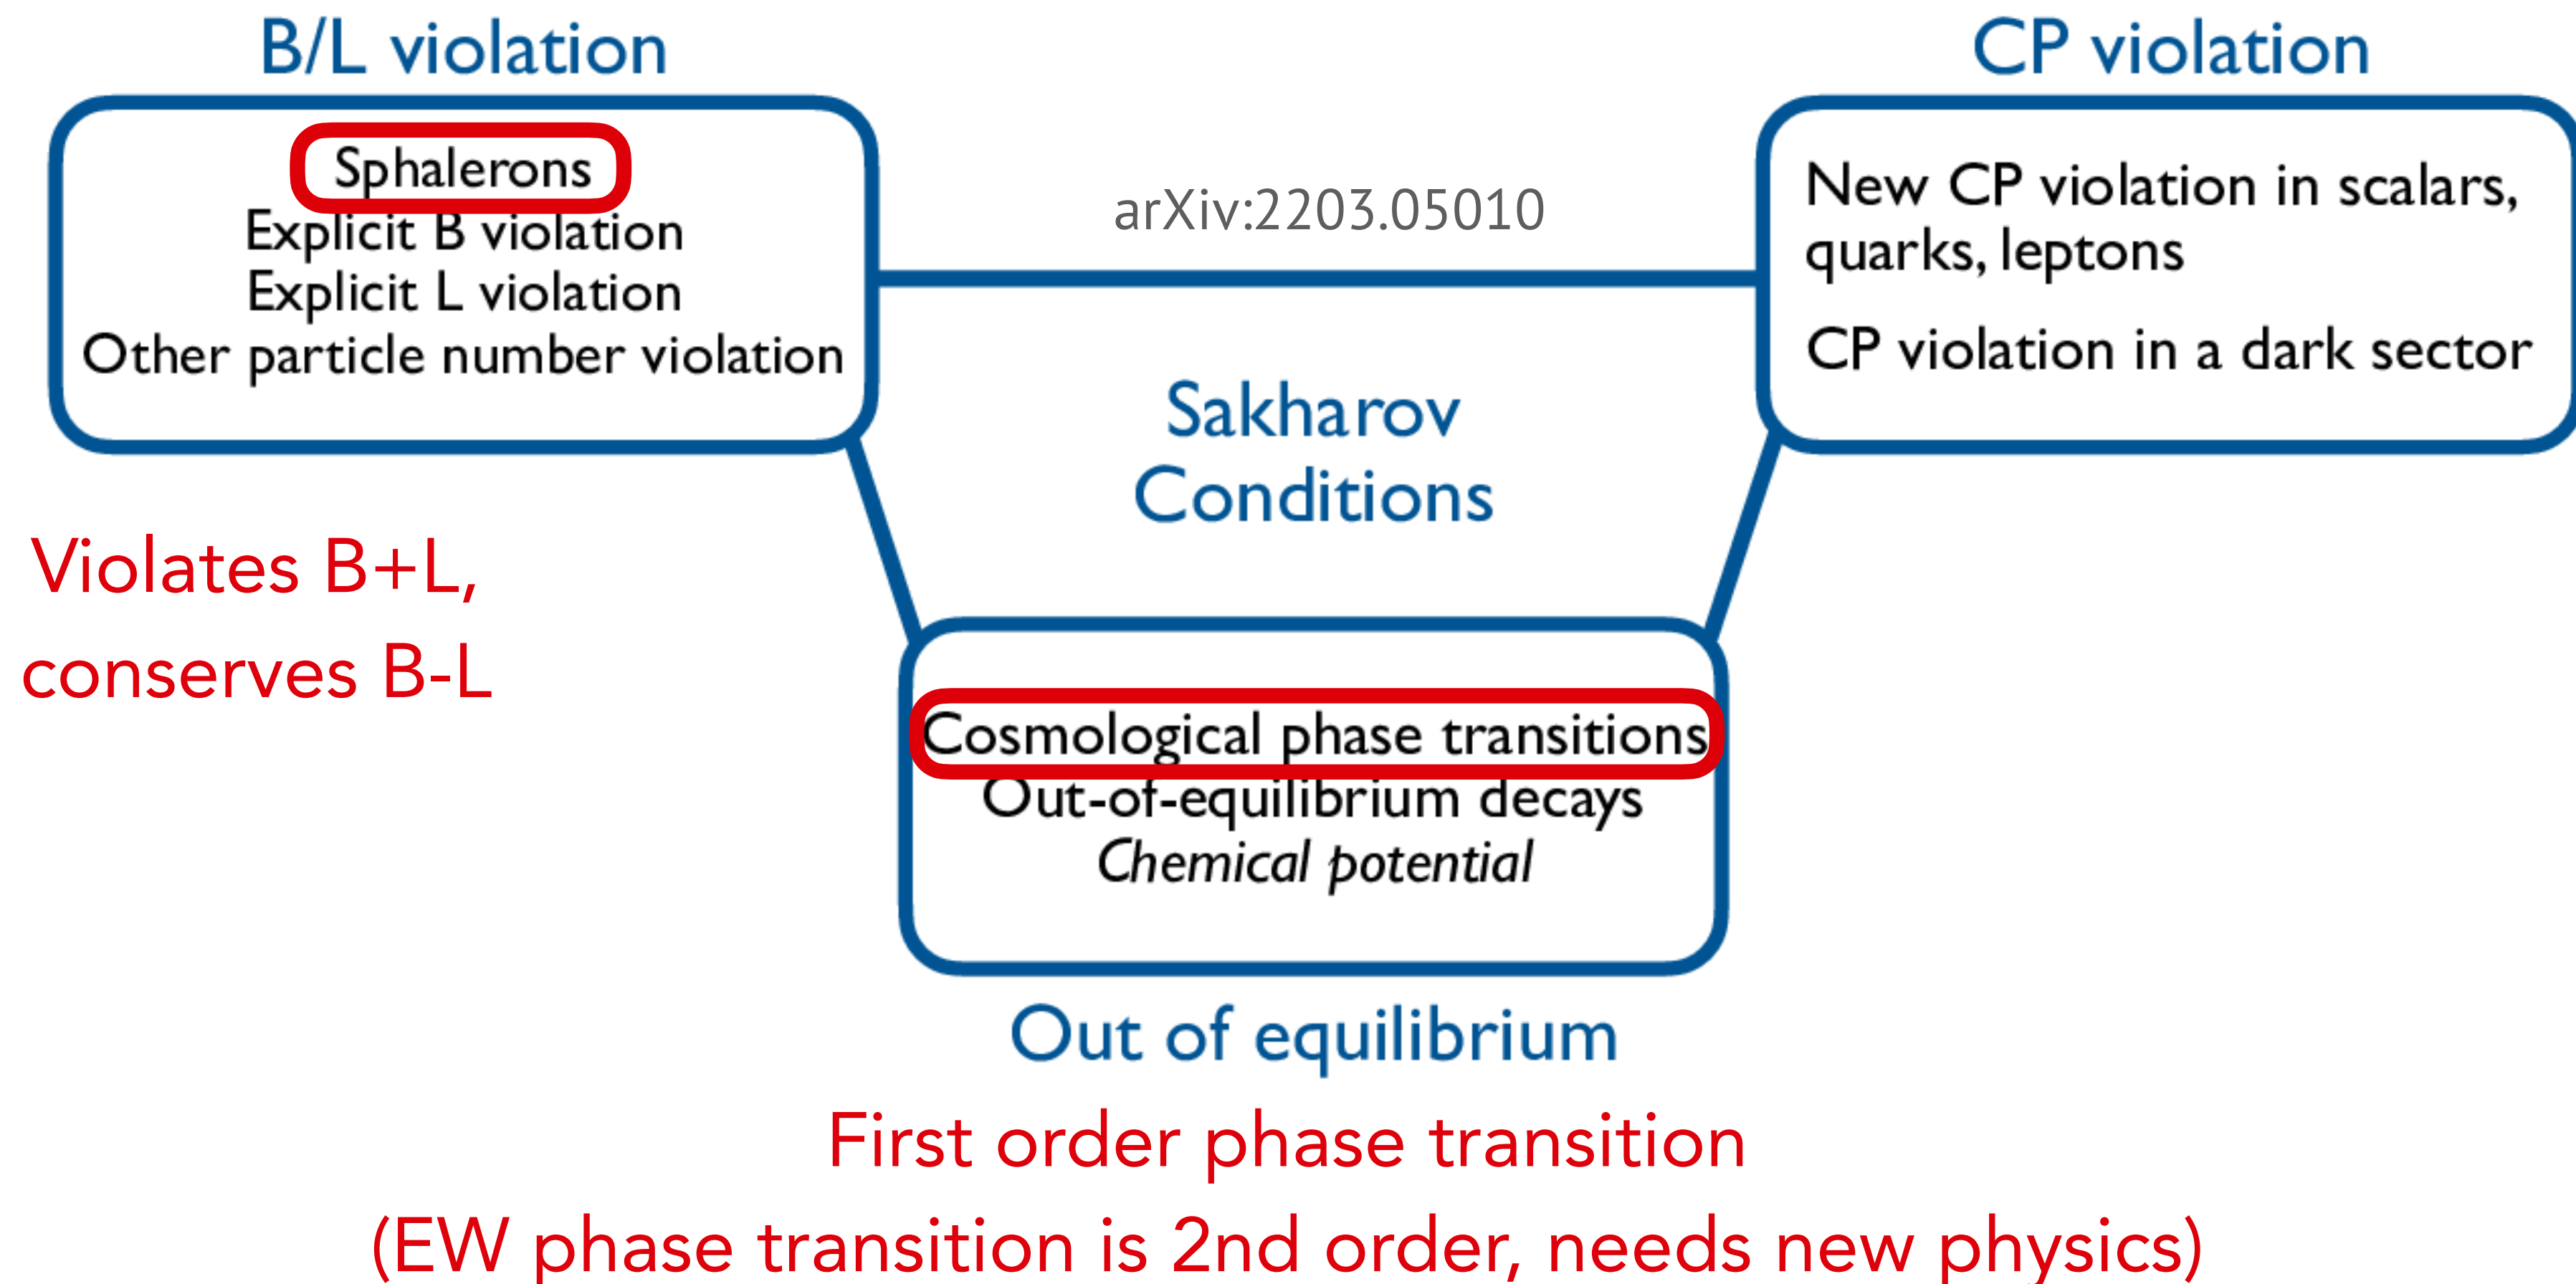 B/L violation
Sphalerons
Explicit B violation
Explicit L violation
Other particle number violation
Violates B+L,
conserves B-L
arXiv:2203.05010
Sakharov
Conditions
CP violation
New CP violation in scalars,
quarks, leptons
CP violation in a dark sector
Cosmological phase transitions
Out-of-equilibrium decays
Chemical potential
Out of equilibrium
First order phase transition
(EW phase transition is 2nd order, needs new physics)